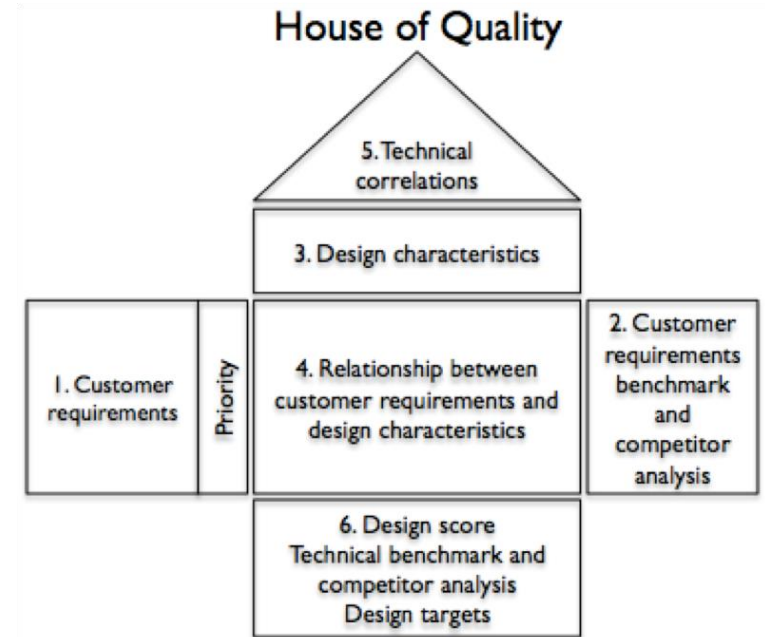 House of Quality
5. Technical
correlations
3. Design characteristics
1. Customer
requirements
Priority
4. Relationship between
customer requirements and
design characteristics
2. Customer
requirements
benchmark
and
competitor
analysis
6. Design score
Technical benchmark and
competitor analysis
Design targets